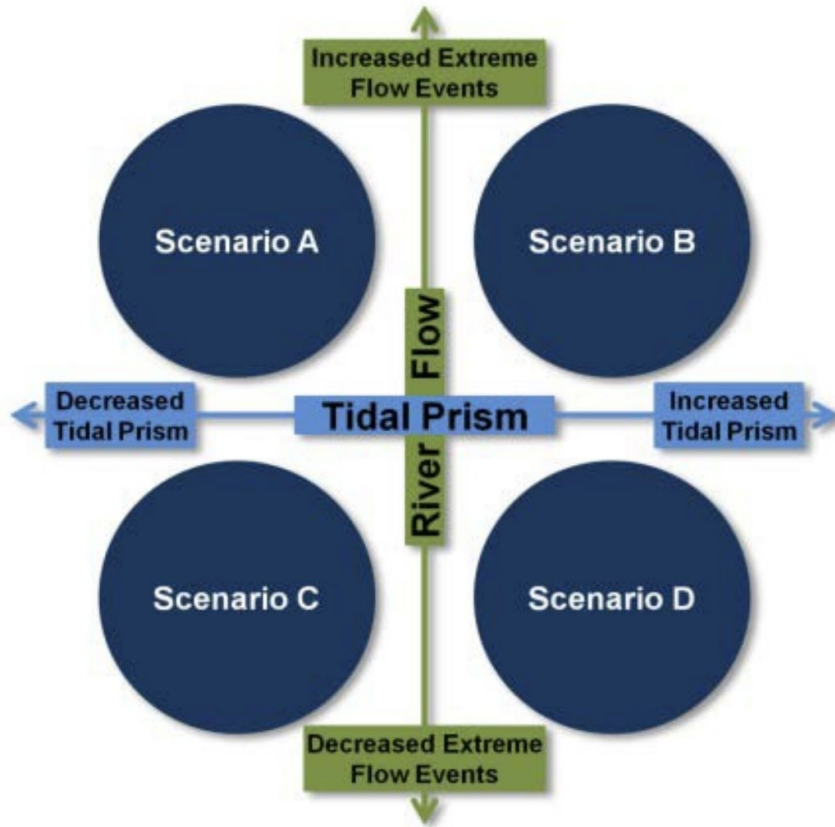 Increased Extreme
Flow Events
Scenario A
Scenario B
River Flow
Decreased
Tidal Prism
Tidal Prism
Increased
Tidal Prism
Scenario C
Scenario D
Decreased Extreme
Flow Events